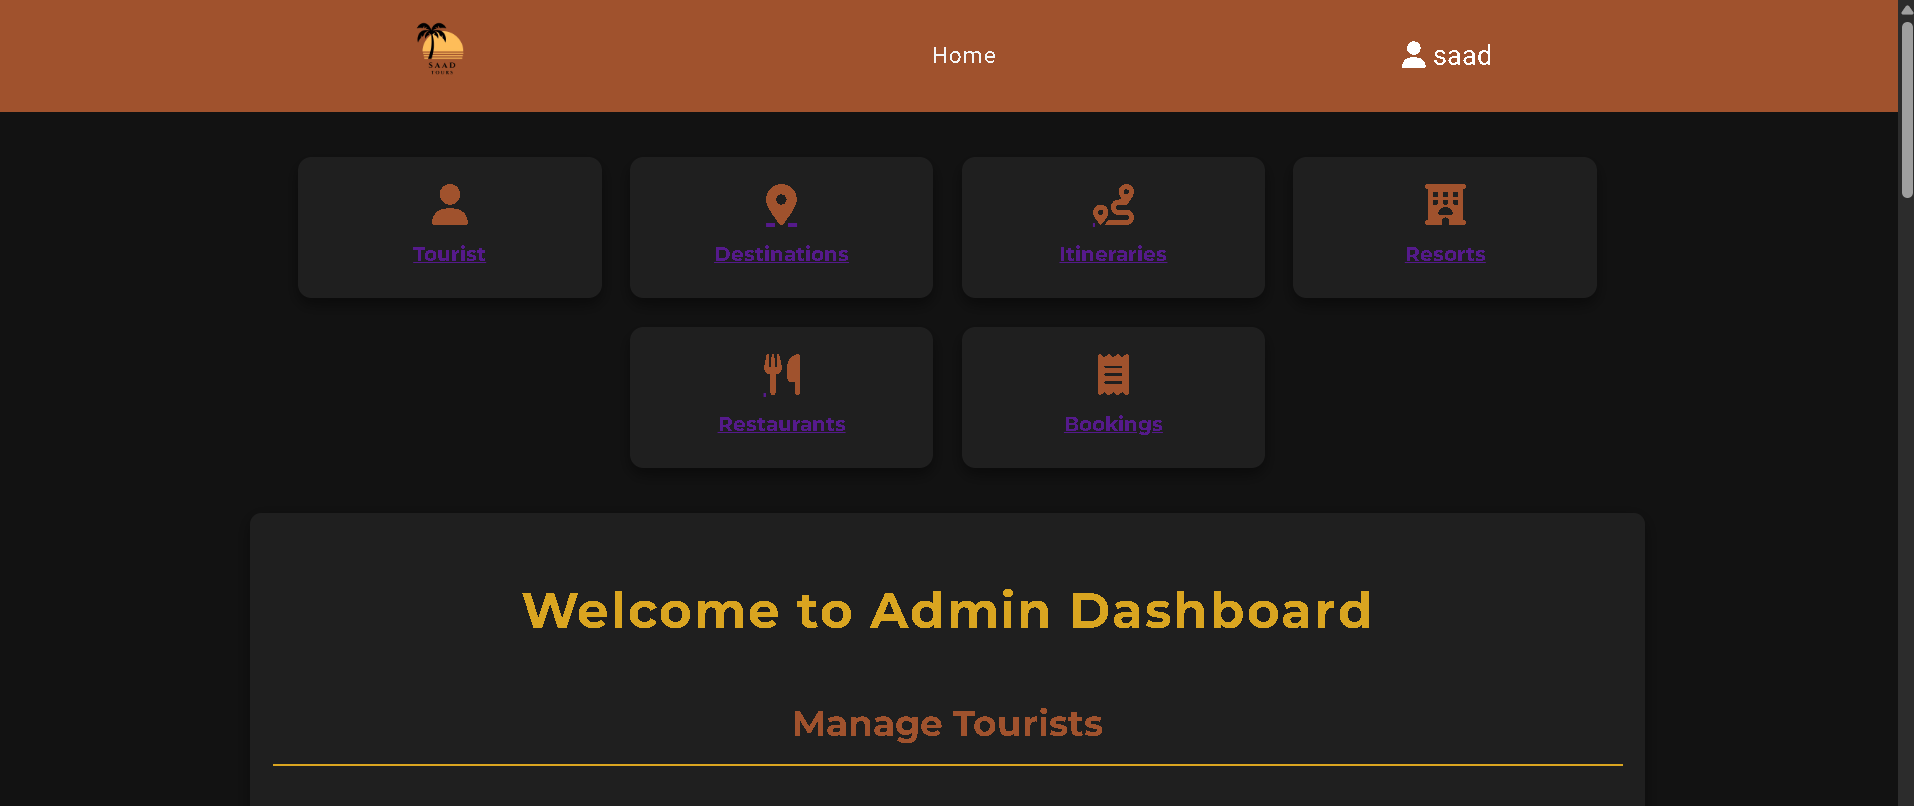 SAAD
TOURS
Home
saad
Tourist
Destinations
Itineraries
Resorts
Restaurants
Bookings
Welcome to Admin Dashboard
Manage Tourists